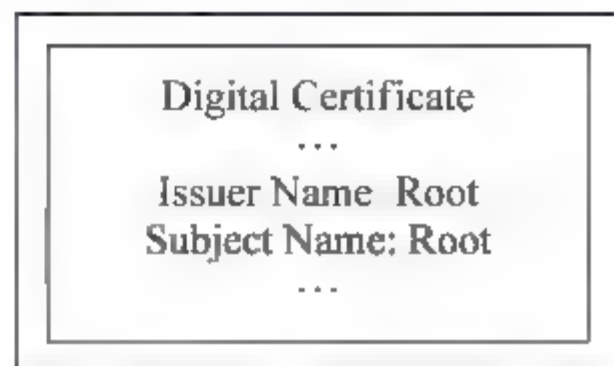 Digital Certificate
...
Issuer Name Root
Subject Name: Root
...